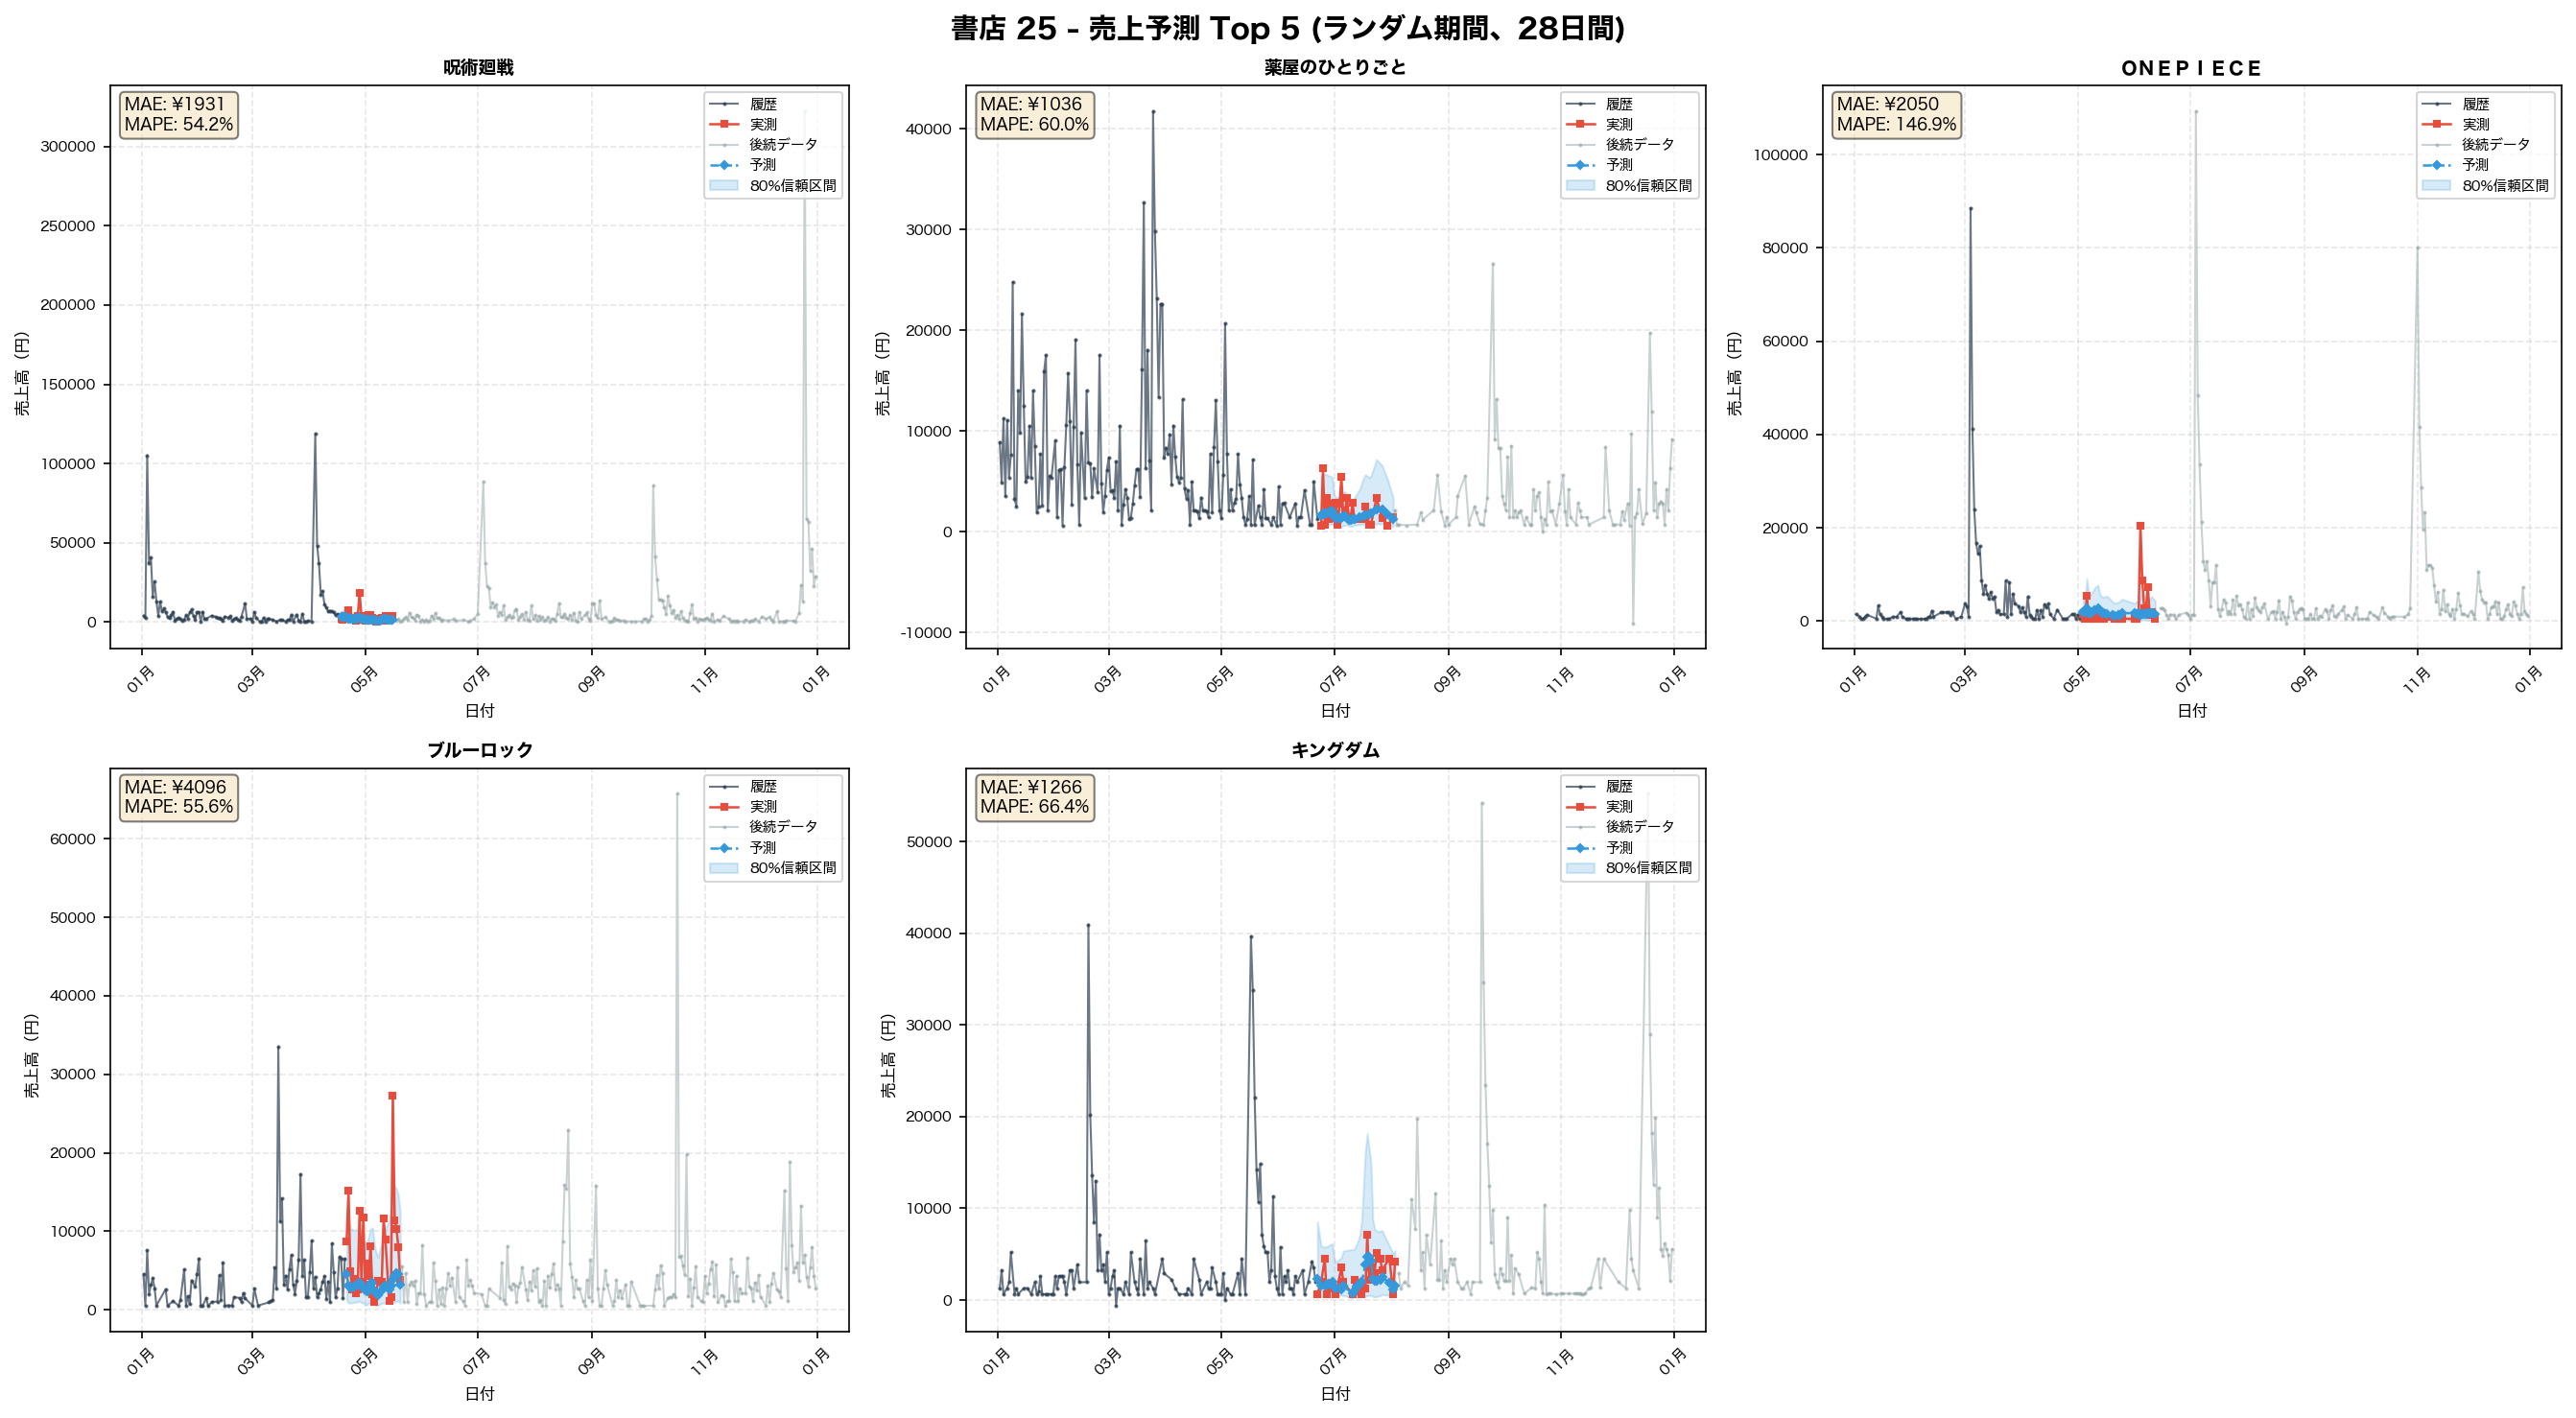 書店 25 - 売上予測 Top 5 (ランダム期間、28日間)
呪術廻戦
MAE: ¥1931
MAPE: 54.2%
履歴
実測
後続データ
予測
80%信頼区間
300000
250000
200000
150000
100000
50000
0
売上高（円）
01月
03月
05月
07月
09月
11月
01月
日付
薬屋のひとりごと
MAE: ¥1036
MAPE: 60.0%
履歴
実測
後続データ
予測
80%信頼区間
40000
30000
20000
10000
0
-10000
売上高（円）
01月
03月
05月
07月
09月
11月
01月
日付
ＯＮＥＰＩＥＣＥ
MAE: ¥2050
MAPE: 146.9%
履歴
実測
後続データ
予測
80%信頼区間
100000
80000
60000
40000
20000
0
売上高（円）
01月
03月
05月
07月
09月
11月
01月
日付
ブルーロック
MAE: ¥4096
MAPE: 55.6%
履歴
実測
後続データ
予測
80%信頼区間
60000
50000
40000
30000
20000
10000
0
売上高（円）
01月
03月
05月
07月
09月
11月
01月
日付
キングダム
MAE: ¥1266
MAPE: 66.4%
履歴
実測
後続データ
予測
80%信頼区間
50000
40000
30000
20000
10000
0
売上高（円）
01月
03月
05月
07月
09月
11月
01月
日付